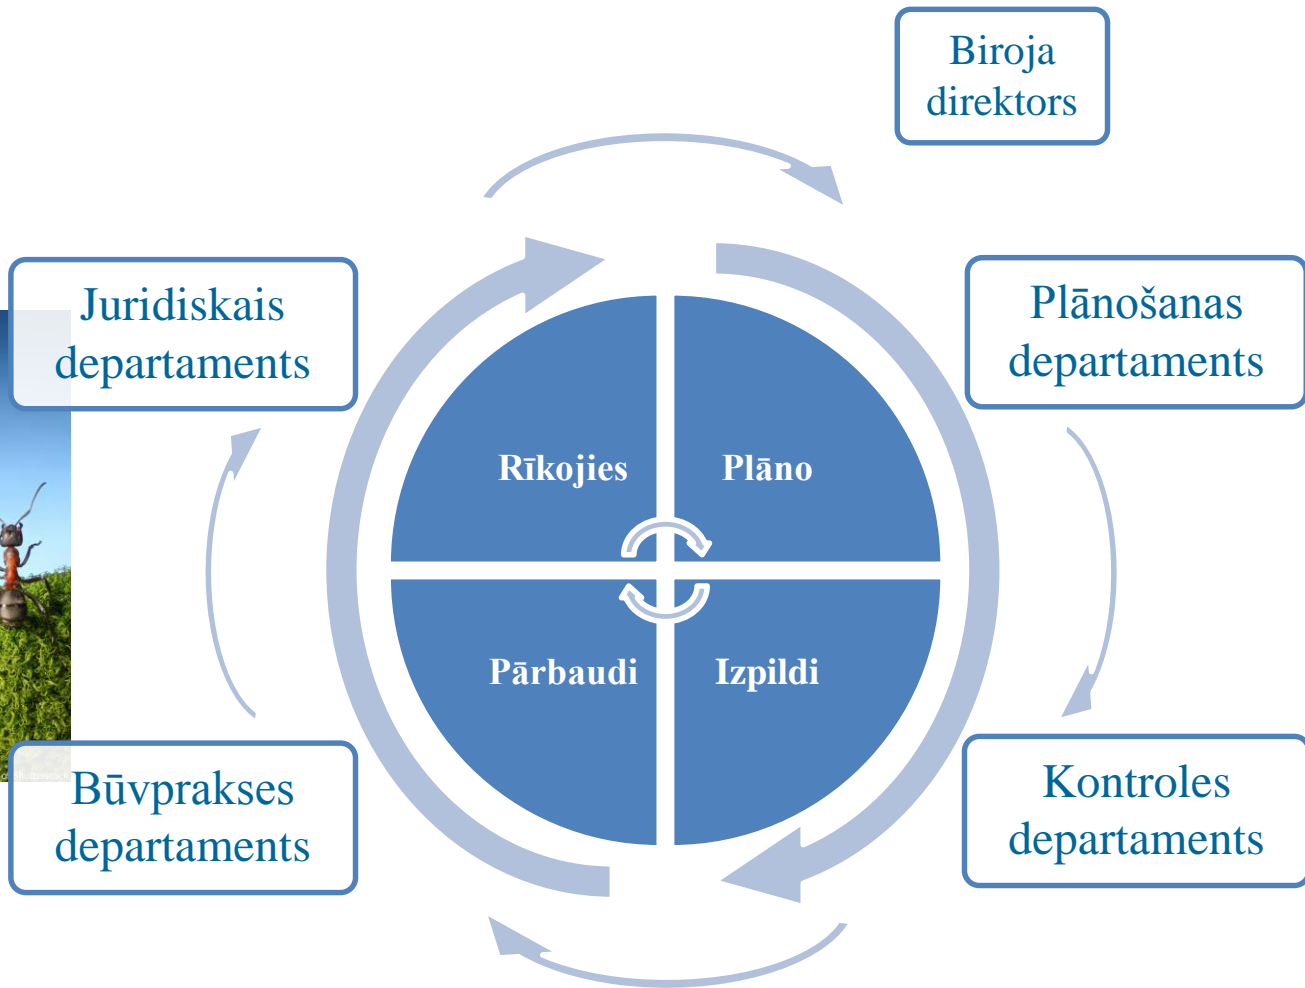 Biroja
direktors
Juridiskais
departaments
Plānošanas
departaments
Rīkojies
Plāno
Pārbaudi
Izpildi
Būvprakses
departaments
Kontroles
departaments